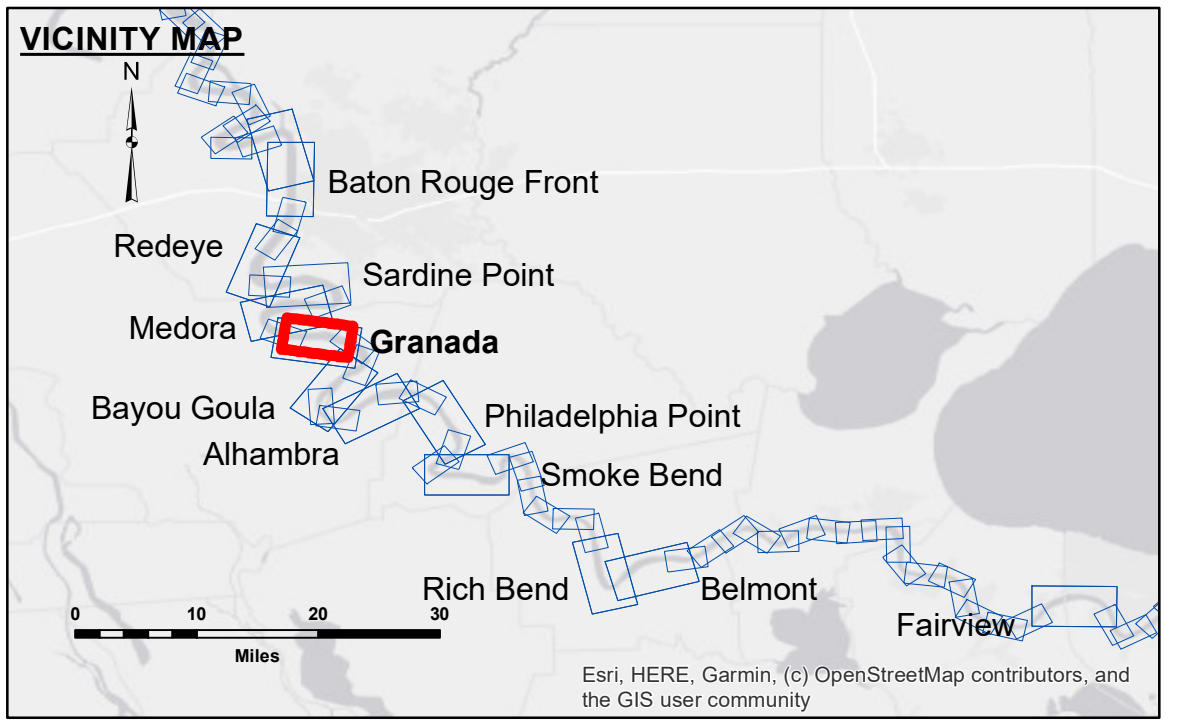 VICINITY MAP
N
Baton Rouge Front
Redeye
Sardine Point
Medora
Granada
Bayou Goula
Philadelphia Point
Alhambra
Smoke Bend
Rich Bend
Belmont
Fairview
0 10 20 30
Miles
Esri, HERE, Garmin, (c) OpenStreetMap contributors, and
the GIS user community